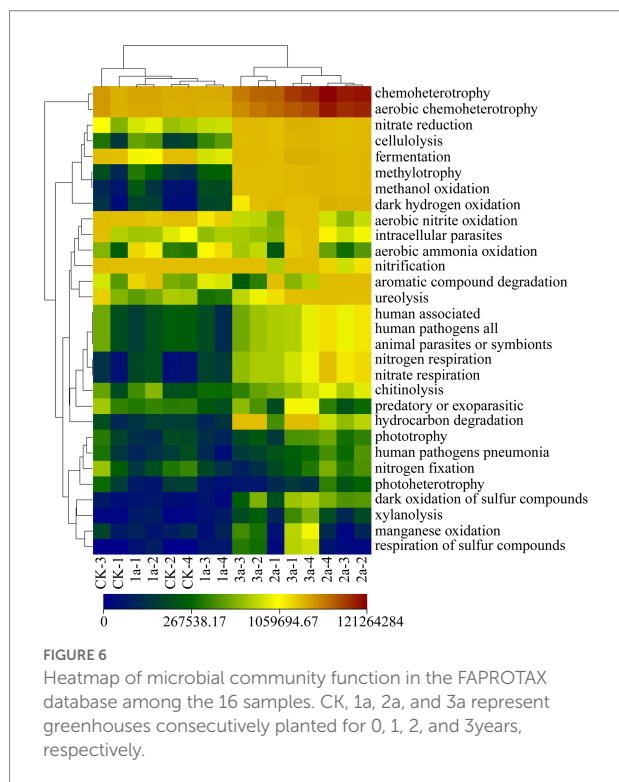 chemoheterotrophy
aerobic chemoheterotrophy
nitrate reduction
cellulolysis
fermentation
methylotrophy
methanol oxidation
dark hydrogen oxidation
aerobic nitrite oxidation
intracellular parasites
aerobic ammonia oxidation
nitrification
aromatic compound degradation
ureolysis
human associated
human pathogens all
animal parasites or symbionts
nitrogen respiration
nitrate respiration
chitinolysis
predatory or exoparasitic
hydrocarbon degradation
phototrophy
human pathogens pneumonia
nitrogen fixation
photoheterotrophy
dark oxidation of sulfur compounds
xylanolysis
manganese oxidation
respiration of sulfur compounds
CK-3 CK-1 1a-1 1a-2 CK-2 CK-4 1a-3 1a-4 3a-3 3a-2 2a-1 3a-1 3a-4 2a-4 2a-3 2a-2
0 267538.17 1059694.67 121264284
FIGURE 6
Heatmap of microbial community function in the FAPROTAX
database among the 16 samples. CK, 1a, 2a, and 3a represent
greenhouses consecutively planted for 0, 1, 2, and 3years,
respectively.